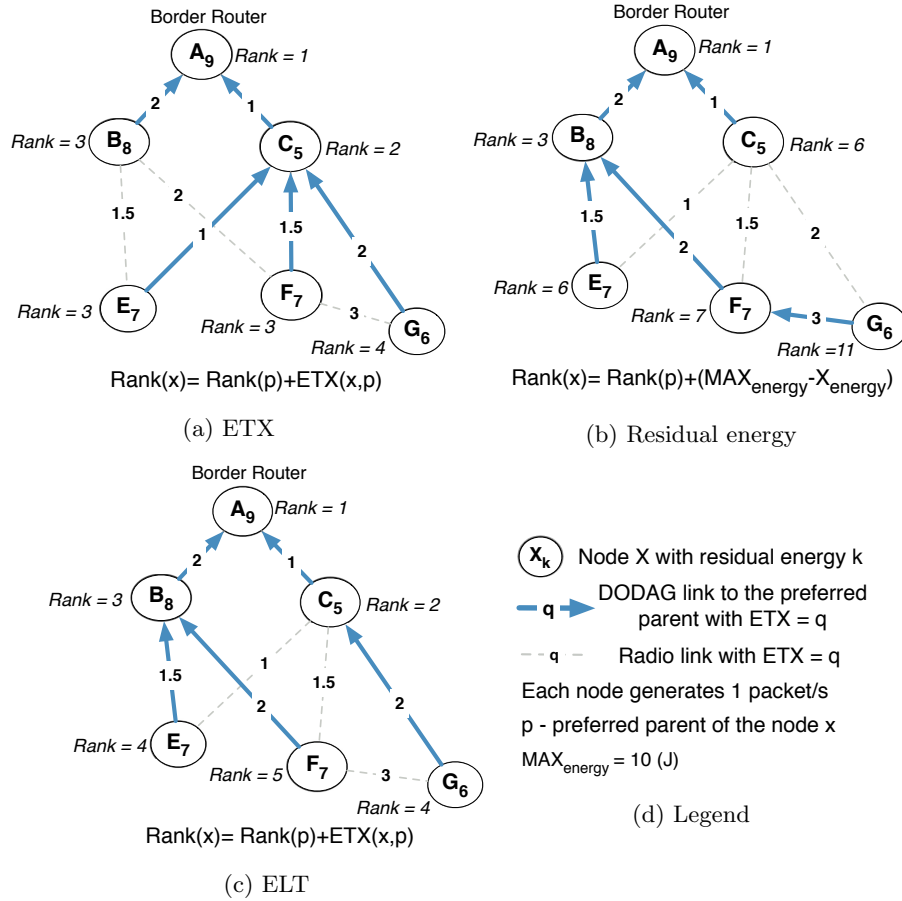 Border Router
A9
Rank = 1
2
1
Rank = 3
B8
C5
Rank = 2
2
1.5
1
1.5
2
E7
Rank = 3
F7
Rank = 3
3
G6
Rank = 4
Rank(x)= Rank(p)+ETX(x,p)
(a) ETX
Border Router
A9
Rank = 1
2
1
Rank = 3
B8
C5
Rank = 6
1
1.5
1.5
2
2
Rank = 6
E7
F7
Rank = 7
3
G6
Rank =11
Rank(x)= Rank(p)+(MAXenergy-Xenergy)
(b) Residual energy
Border Router
A9
Rank = 1
2
1
Rank = 3
B8
C5
Rank = 2
1
1.5
1.5
2
2
Rank = 4
E7
F7
Rank = 5
3
G6
Rank = 4
Rank(x)= Rank(p)+ETX(x,p)
(c) ELT
Xk
Node X with residual energy k
q
DODAG link to the preferred
parent with ETX = q
q
Radio link with ETX = q
Each node generates 1 packet/s
p - preferred parent of the node x
MAXenergy = 10 (J)
(d) Legend